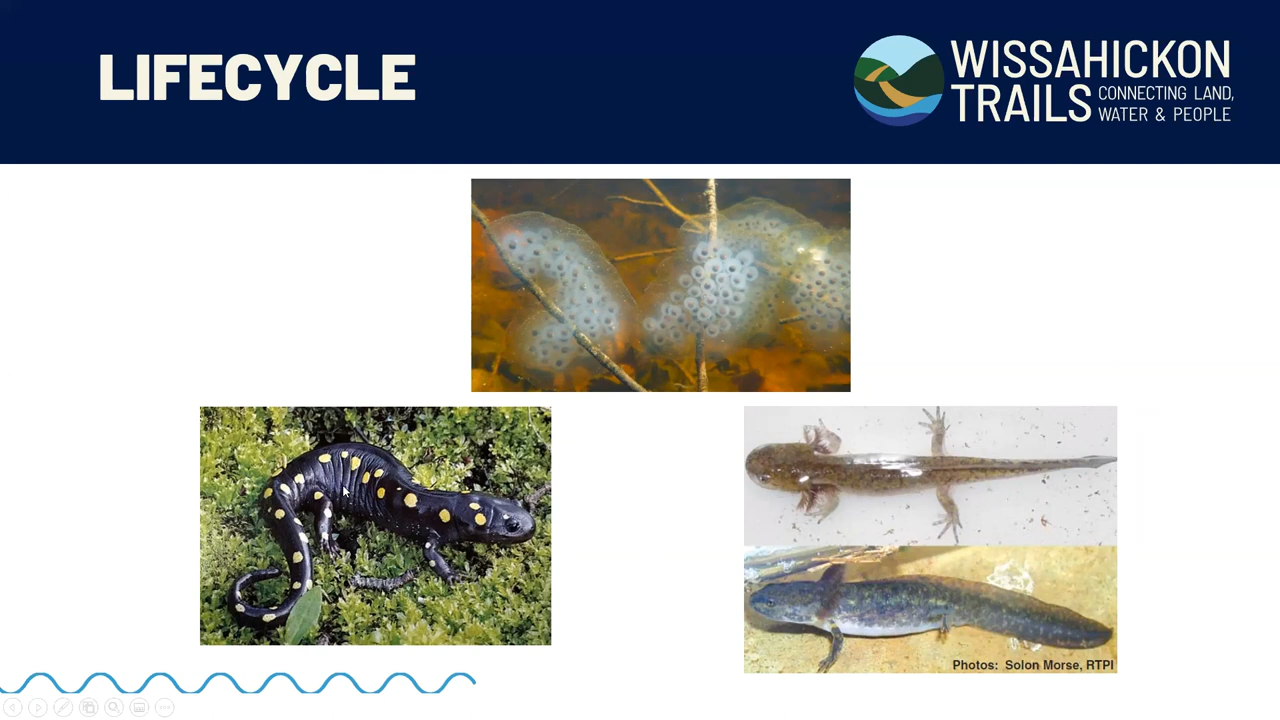 LIFECYCLE
WISSAHICKON
TRAILS CONNECTING LAND,
WATER & PEOPLE
Photos: Solon Morse, RTPI